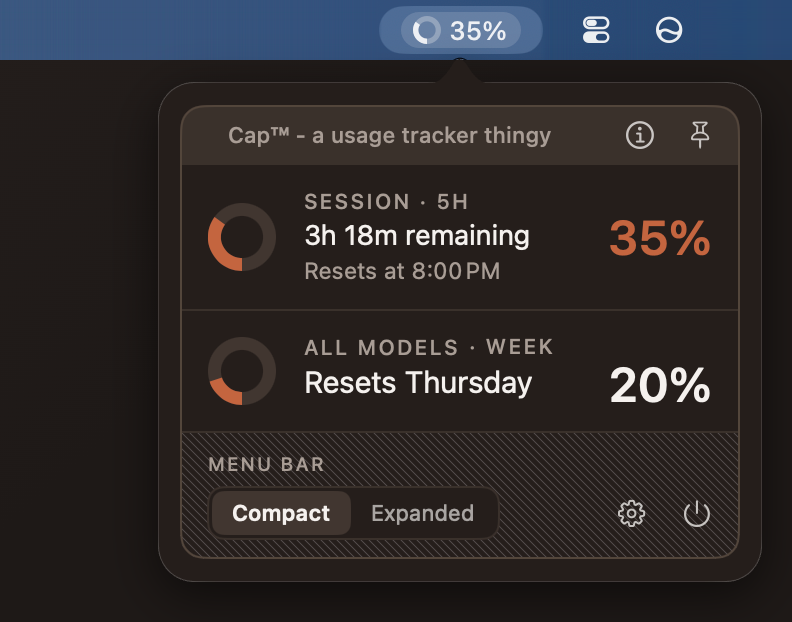 35%
Cap™ - a usage tracker thingy
SESSION · 5H
3h 18m remaining
35%
Resets at 8:00 PM
ALL MODELS · WEEK
Resets Thursday
20%
MENU BAR
Compact
Expanded